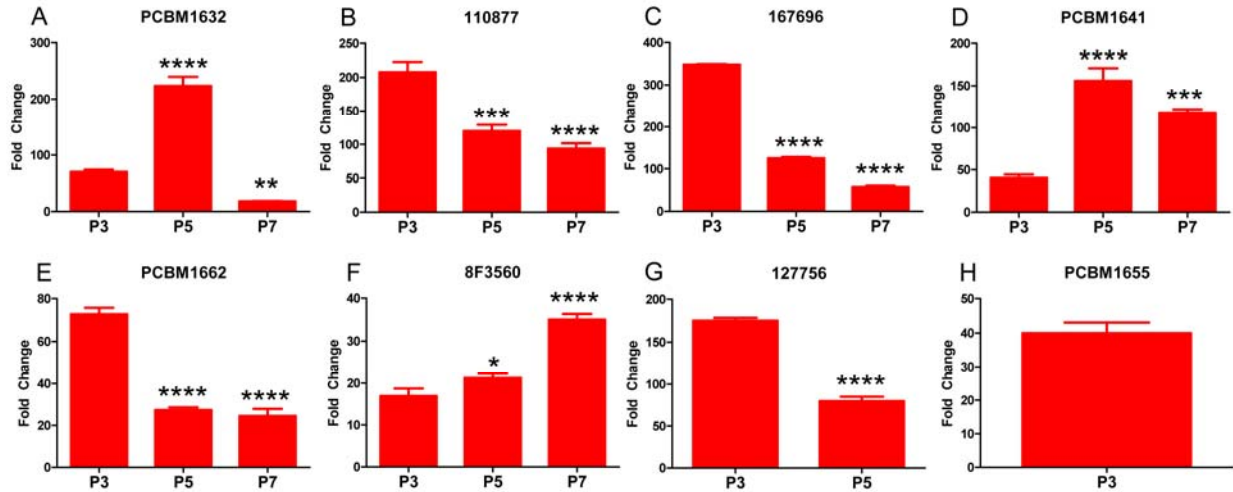 A PCBM1632
Fold Change
300
200
100
0
****
**
P3 P5 P7
B 110877
Fold Change
250
200
150
100
50
0
***
****
P3 P5 P7
C 167696
Fold Change
400
300
200
100
0
****
****
P3 P5 P7
D PCBM1641
Fold Change
200
150
100
50
0
****
***
P3 P5 P7
E PCBM1662
Fold Change
80
60
40
20
0
****
****
P3 P5 P7
F 8F3560
Fold Change
40
30
20
10
0
*
****
P3 P5 P7
G 127756
Fold Change
200
150
100
50
0
****
P3 P5
H PCBM1655
Fold Change
50
40
30
20
10
0
P3